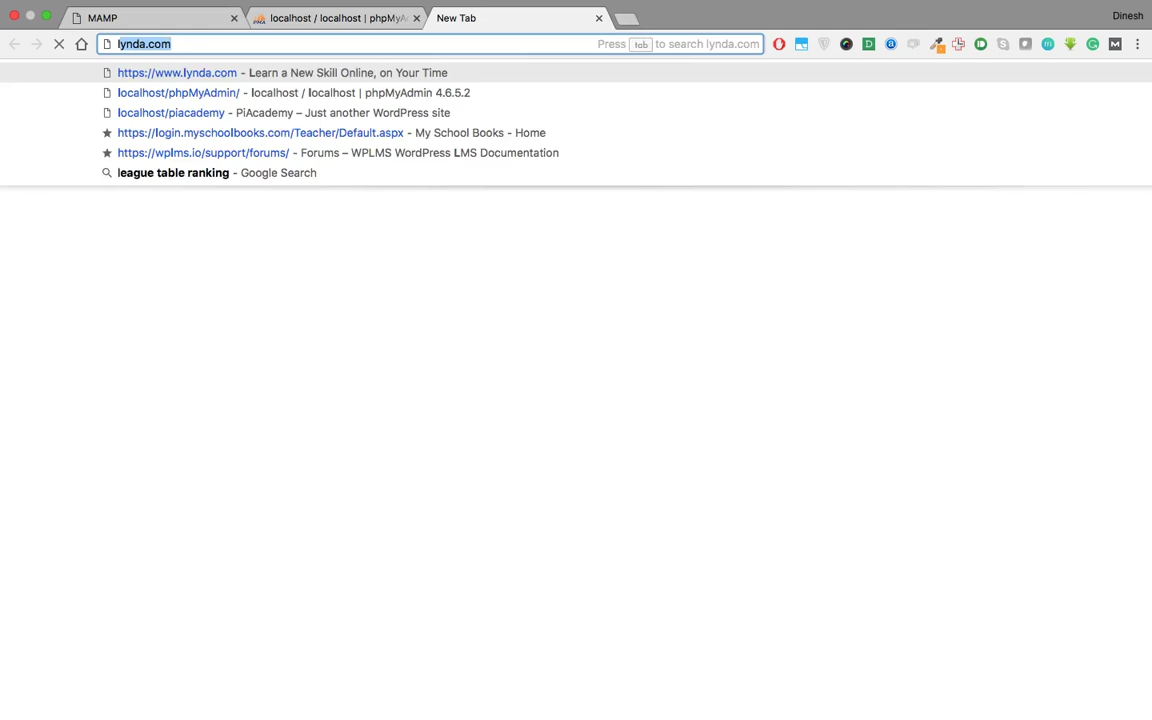 MAMP
localhost / localhost | phpMyA
New Tab
Dinesh
lynda.com
Press tab to search lynda.com
https://www.lynda.com - Learn a New Skill Online, on Your Time
localhost/phpMyAdmin/ - localhost / localhost | phpMyAdmin 4.6.5.2
localhost/piacademy - PiAcademy – Just another WordPress site
https://login.myschoolbooks.com/Teacher/Default.aspx - My School Books - Home
https://wplms.io/support/forums/ - Forums – WPLMS WordPress LMS Documentation
league table ranking - Google Search